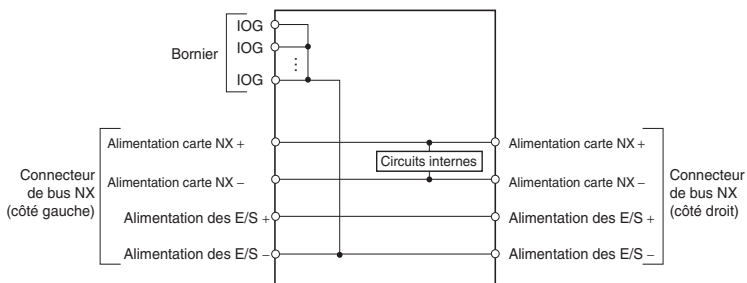 IOG
IOG
Bornier
⋮
IOG
Alimentation carte NX +
Alimentation carte NX +
Circuits internes
Connecteur
de bus NX
(côté gauche)
Alimentation carte NX −
Alimentation carte NX −
Connecteur
de bus NX
(côté droit)
Alimentation des E/S +
Alimentation des E/S +
Alimentation des E/S −
Alimentation des E/S −